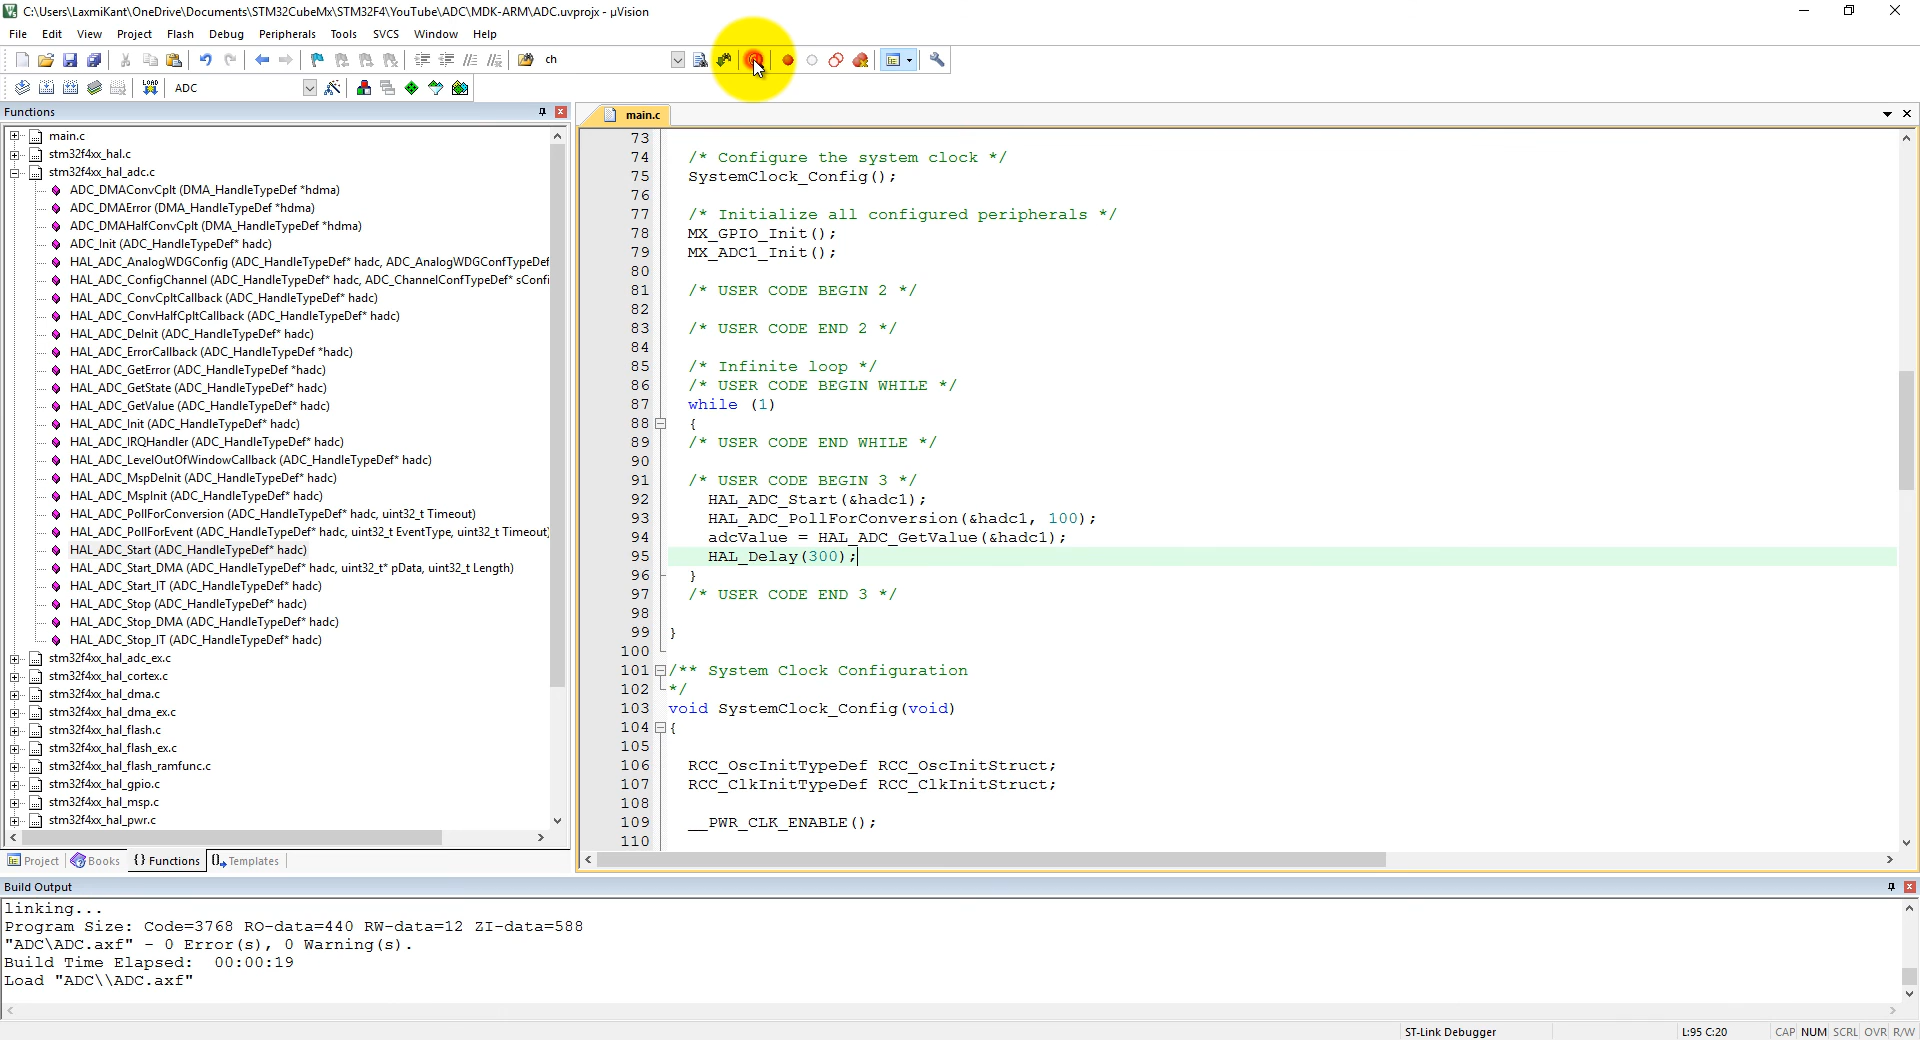 C:\Users\LaxmiKant\OneDrive\Documents\STM32CubeMx\STM32F4\YouTube\ADC\MDK-ARM\ADC.uvprojx - µVision
File Edit View Project Flash Debug Peripherals Tools SVCS Window Help
ch
LOAD ADC
Functions
main.c
stm32f4xx_hal.c
stm32f4xx_hal_adc.c
ADC_DMAConvCplt (DMA_HandleTypeDef *hdma)
ADC_DMAError (DMA_HandleTypeDef *hdma)
ADC_DMAHalfConvCplt (DMA_HandleTypeDef *hdma)
ADC_Init (ADC_HandleTypeDef* hadc)
HAL_ADC_AnalogWDGConfig (ADC_HandleTypeDef* hadc, ADC_AnalogWDGConfTypeDef
HAL_ADC_ConfigChannel (ADC_HandleTypeDef* hadc, ADC_ChannelConfTypeDef* sConfi
HAL_ADC_ConvCpltCallback (ADC_HandleTypeDef* hadc)
HAL_ADC_ConvHalfCpltCallback (ADC_HandleTypeDef* hadc)
HAL_ADC_DeInit (ADC_HandleTypeDef* hadc)
HAL_ADC_ErrorCallback (ADC_HandleTypeDef *hadc)
HAL_ADC_GetError (ADC_HandleTypeDef *hadc)
HAL_ADC_GetState (ADC_HandleTypeDef* hadc)
HAL_ADC_GetValue (ADC_HandleTypeDef* hadc)
HAL_ADC_Init (ADC_HandleTypeDef* hadc)
HAL_ADC_IRQHandler (ADC_HandleTypeDef* hadc)
HAL_ADC_LevelOutOfWindowCallback (ADC_HandleTypeDef* hadc)
HAL_ADC_MspDeInit (ADC_HandleTypeDef* hadc)
HAL_ADC_MspInit (ADC_HandleTypeDef* hadc)
HAL_ADC_PollForConversion (ADC_HandleTypeDef* hadc, uint32_t Timeout)
HAL_ADC_PollForEvent (ADC_HandleTypeDef* hadc, uint32_t EventType, uint32_t Timeout)
HAL_ADC_Start (ADC_HandleTypeDef* hadc)
HAL_ADC_Start_DMA (ADC_HandleTypeDef* hadc, uint32_t* pData, uint32_t Length)
HAL_ADC_Start_IT (ADC_HandleTypeDef* hadc)
HAL_ADC_Stop (ADC_HandleTypeDef* hadc)
HAL_ADC_Stop_DMA (ADC_HandleTypeDef* hadc)
HAL_ADC_Stop_IT (ADC_HandleTypeDef* hadc)
stm32f4xx_hal_adc_ex.c
stm32f4xx_hal_cortex.c
stm32f4xx_hal_dma.c
stm32f4xx_hal_dma_ex.c
stm32f4xx_hal_flash.c
stm32f4xx_hal_flash_ex.c
stm32f4xx_hal_flash_ramfunc.c
stm32f4xx_hal_gpio.c
stm32f4xx_hal_msp.c
stm32f4xx_hal_pwr.c
Project Books {} Functions Templates
main.c
73
74 /* Configure the system clock */
75 SystemClock_Config();
76
77 /* Initialize all configured peripherals */
78 MX_GPIO_Init();
79 MX_ADC1_Init();
80
81 /* USER CODE BEGIN 2 */
82
83 /* USER CODE END 2 */
84
85 /* Infinite loop */
86 /* USER CODE BEGIN WHILE */
87 while (1)
88 {
89 /* USER CODE END WHILE */
90
91 /* USER CODE BEGIN 3 */
92 HAL_ADC_Start(&hadc1);
93 HAL_ADC_PollForConversion(&hadc1, 100);
94 adcValue = HAL_ADC_GetValue(&hadc1);
95 HAL_Delay(300);
96 }
97 /* USER CODE END 3 */
98
99 }
100
101 /** System Clock Configuration
102 */
103 void SystemClock_Config(void)
104 {
105
106 RCC_OscInitTypeDef RCC_OscInitStruct;
107 RCC_ClkInitTypeDef RCC_ClkInitStruct;
108
109 __PWR_CLK_ENABLE();
110
Build Output
linking...
Program Size: Code=3768 RO-data=440 RW-data=12 ZI-data=588
"ADC\ADC.axf" - 0 Error(s), 0 Warning(s).
Build Time Elapsed: 00:00:19
Load "ADC\\ADC.axf"
ST-Link Debugger L:95 C:20 CAP NUM SCRL OVR R/W